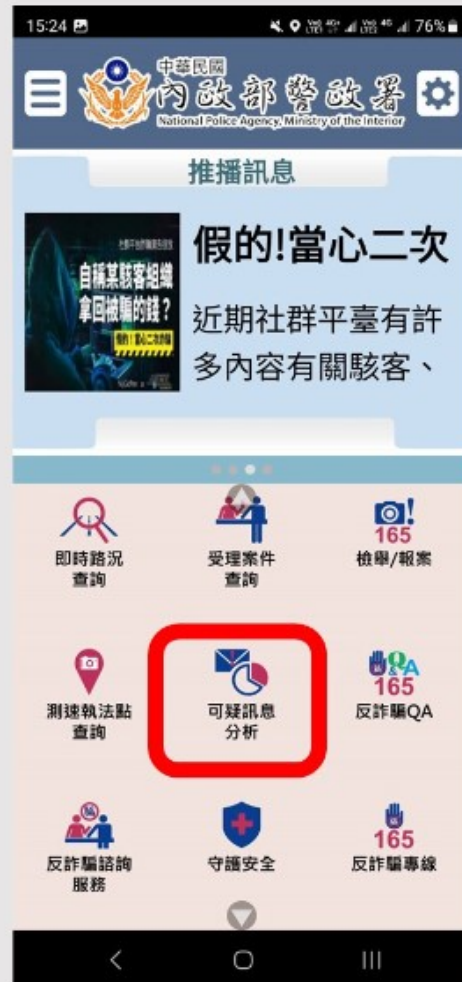 15:24
76%
中華民國
內政部警政署
National Police Agency, Ministry of the Interior
推播訊息
自稱某駭客組織
拿回被騙的錢？
假的!當心二次
近期社群平臺有許
多內容有關駭客、
即時路況
查詢
受理案件
查詢
165
檢舉/報案
測速執法點
查詢
可疑訊息
分析
Q&A
165
反詐騙QA
反詐騙諮詢
服務
守護安全
165
反詐騙專線